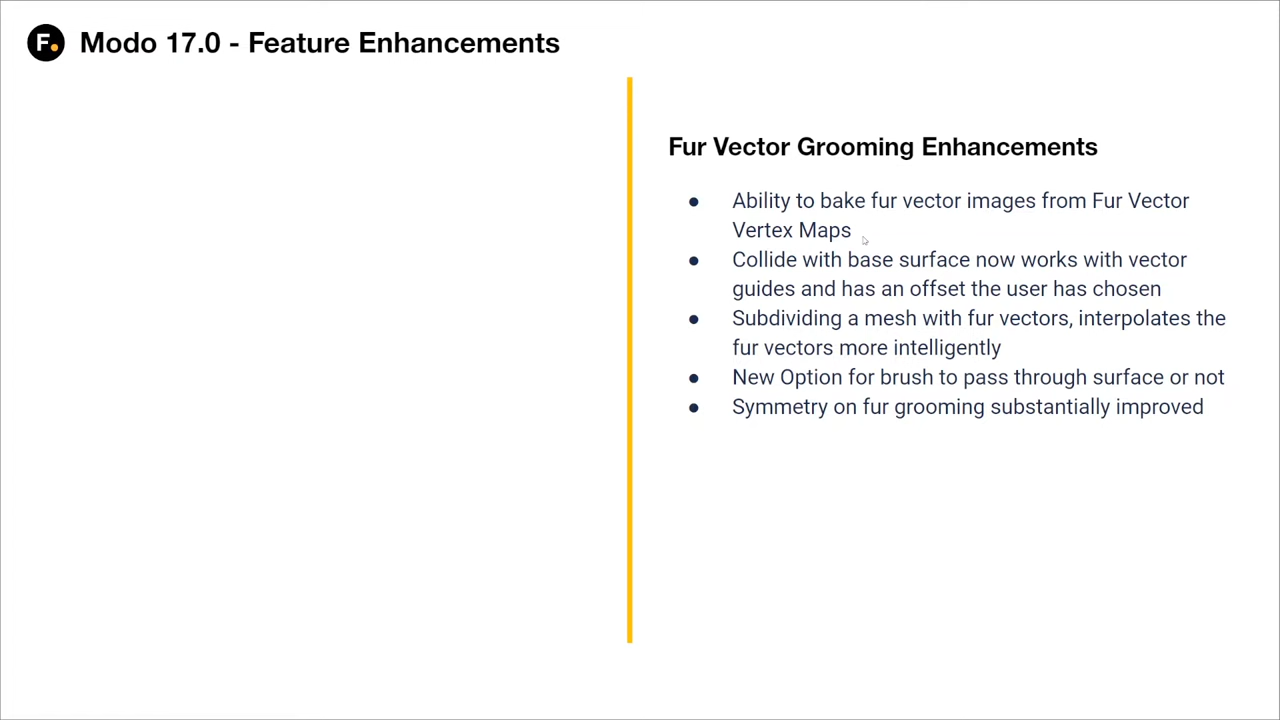 F.
Modo 17.0 - Feature Enhancements
Fur Vector Grooming Enhancements
● Ability to bake fur vector images from Fur Vector
Vertex Maps
● Collide with base surface now works with vector
guides and has an offset the user has chosen
● Subdividing a mesh with fur vectors, interpolates the
fur vectors more intelligently
● New Option for brush to pass through surface or not
● Symmetry on fur grooming substantially improved